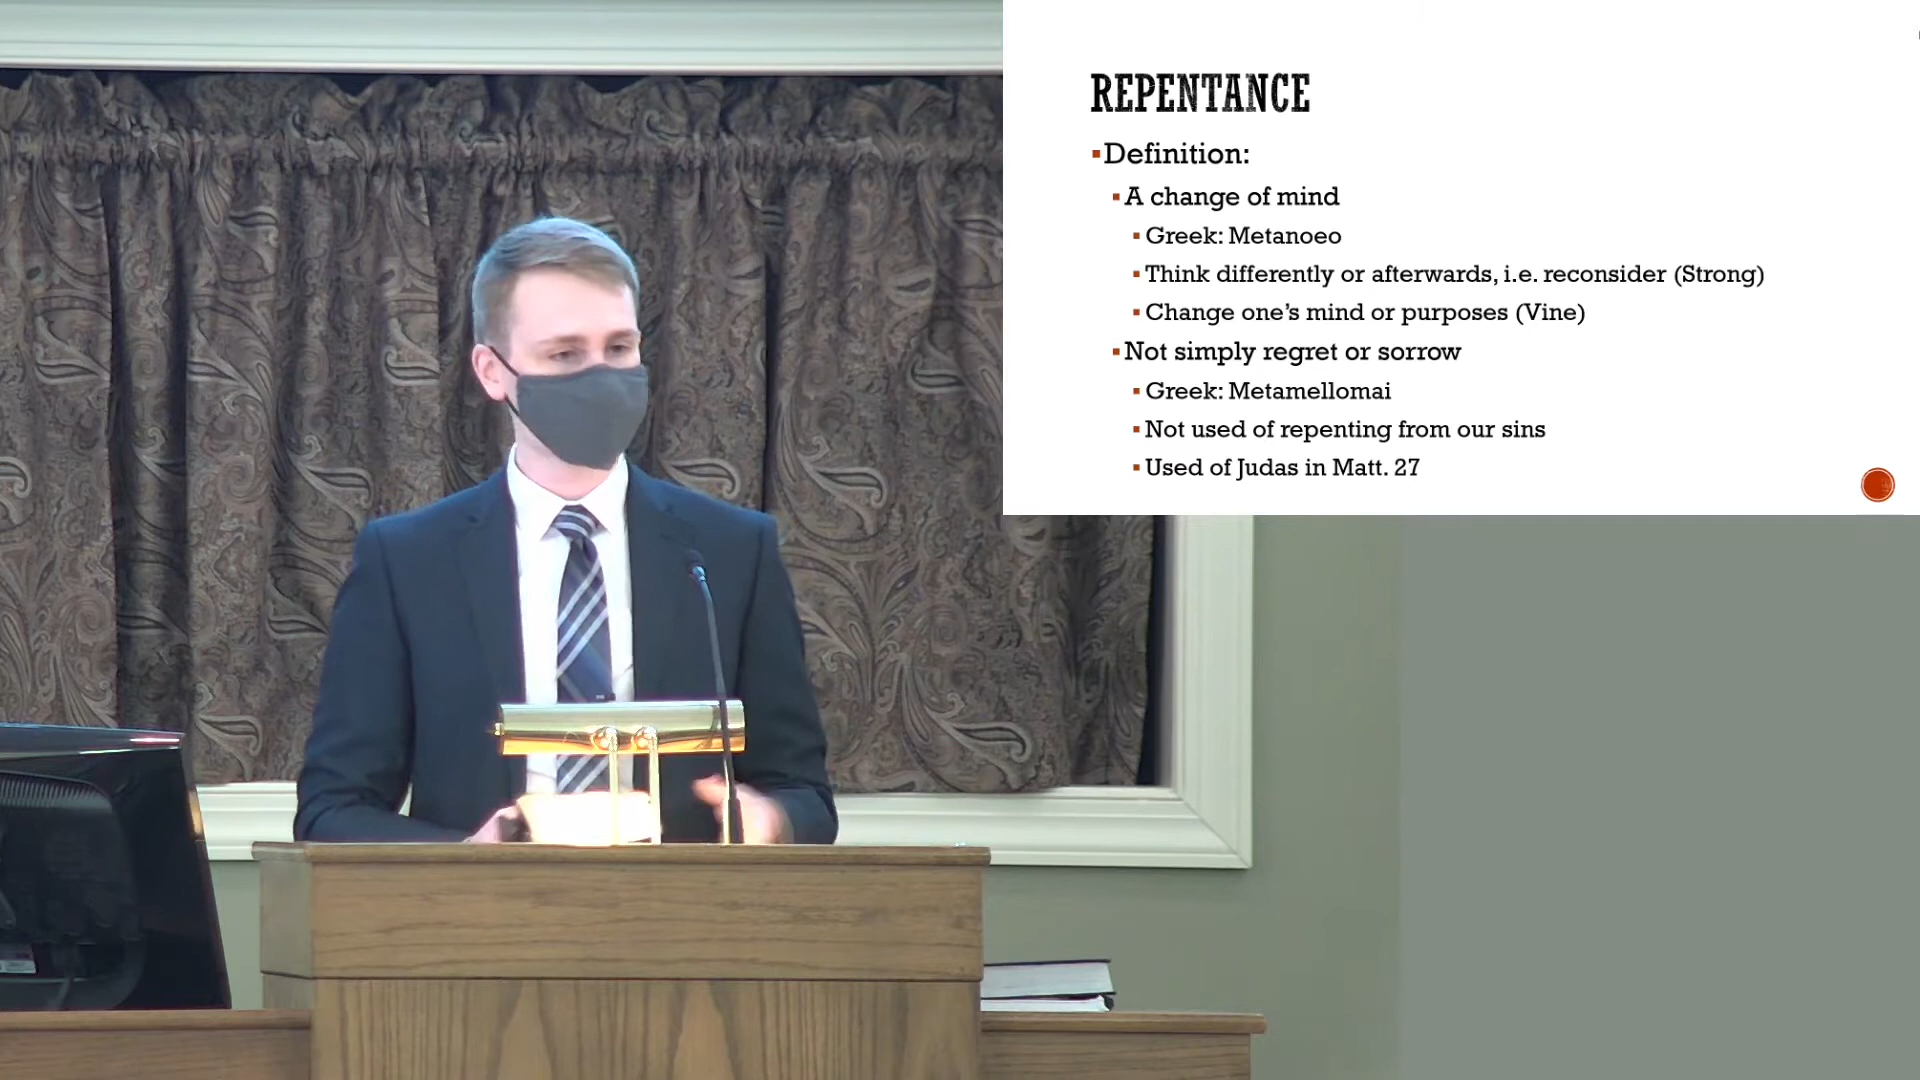 REPENTANCE
Definition:
A change of mind
Greek: Metanoeo
Think differently or afterwards, i.e. reconsider (Strong)
Change one's mind or purposes (Vine)
Not simply regret or sorrow
Greek: Metamellomai
Not used of repenting from our sins
Used of Judas in Matt. 27